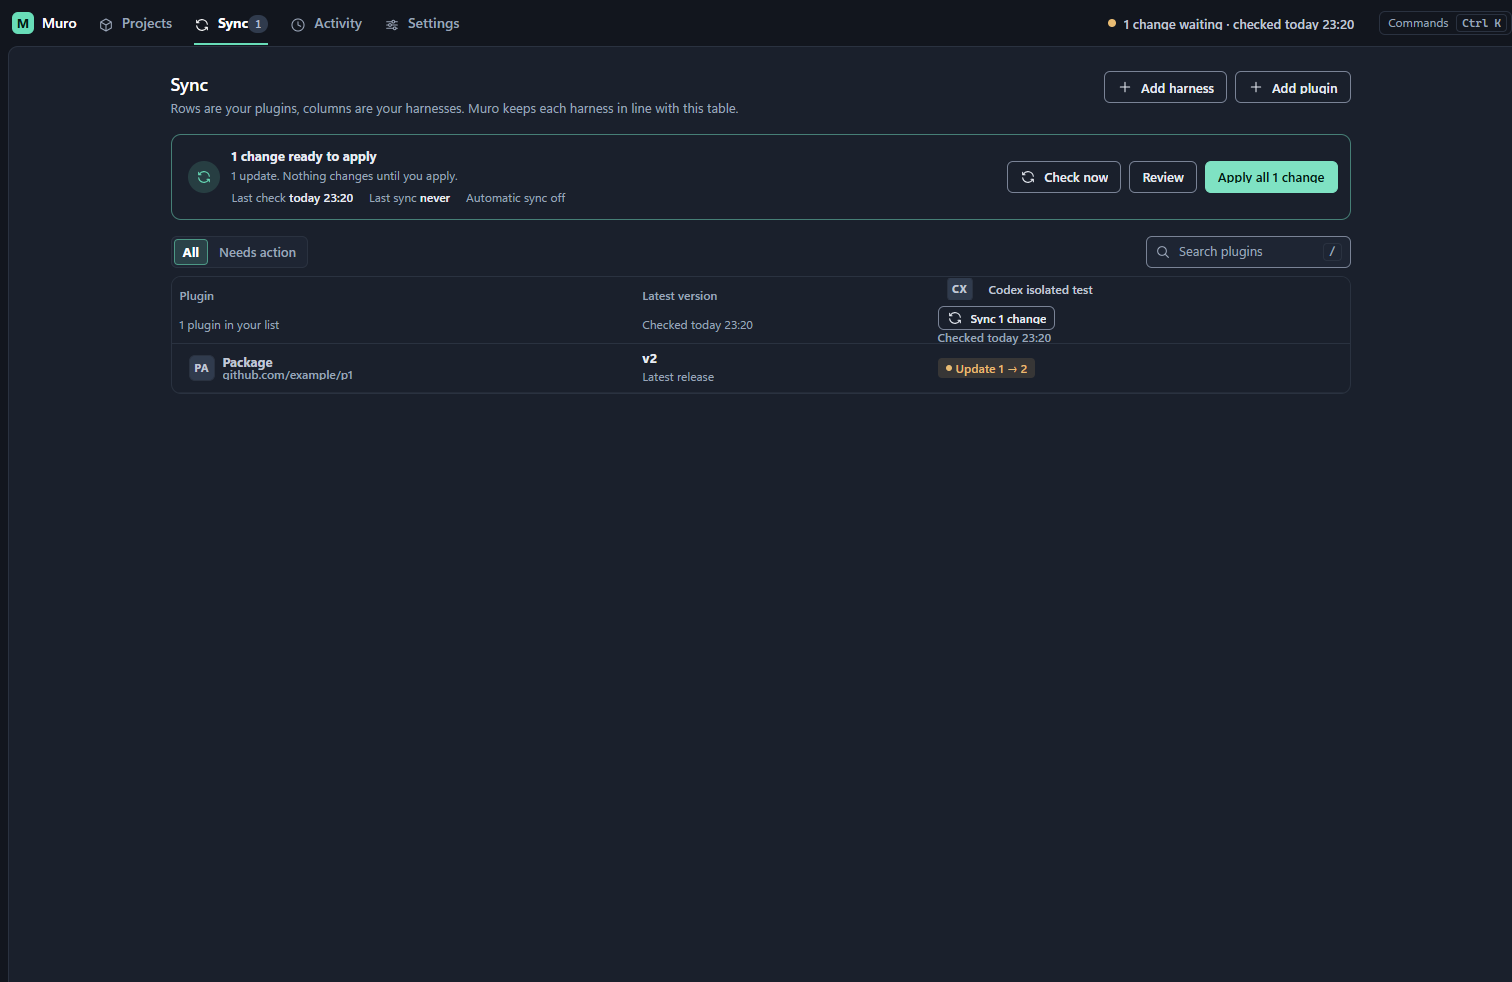 M Muro Projects Sync 1 Activity Settings 1 change waiting · checked today 23:20 Commands Ctrl K
Sync
Rows are your plugins, columns are your harnesses. Muro keeps each harness in line with this table.
Add harness Add plugin
1 change ready to apply
1 update. Nothing changes until you apply.
Last check today 23:20 Last sync never Automatic sync off
Check now Review Apply all 1 change
All Needs action Search plugins /
Plugin Latest version CX Codex isolated test
1 plugin in your list Checked today 23:20 Sync 1 change
Checked today 23:20
PA Package v2 Update 1 → 2
github.com/example/p1 Latest release